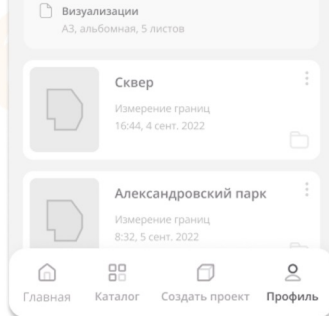 Визуализации
А3, альбомная, 5 листов
Сквер
Измерение границ
16:44, 4 сент. 2022
Александровский парк
Измерение границ
8:32, 5 сент. 2022
Главная Каталог Создать проект Профиль